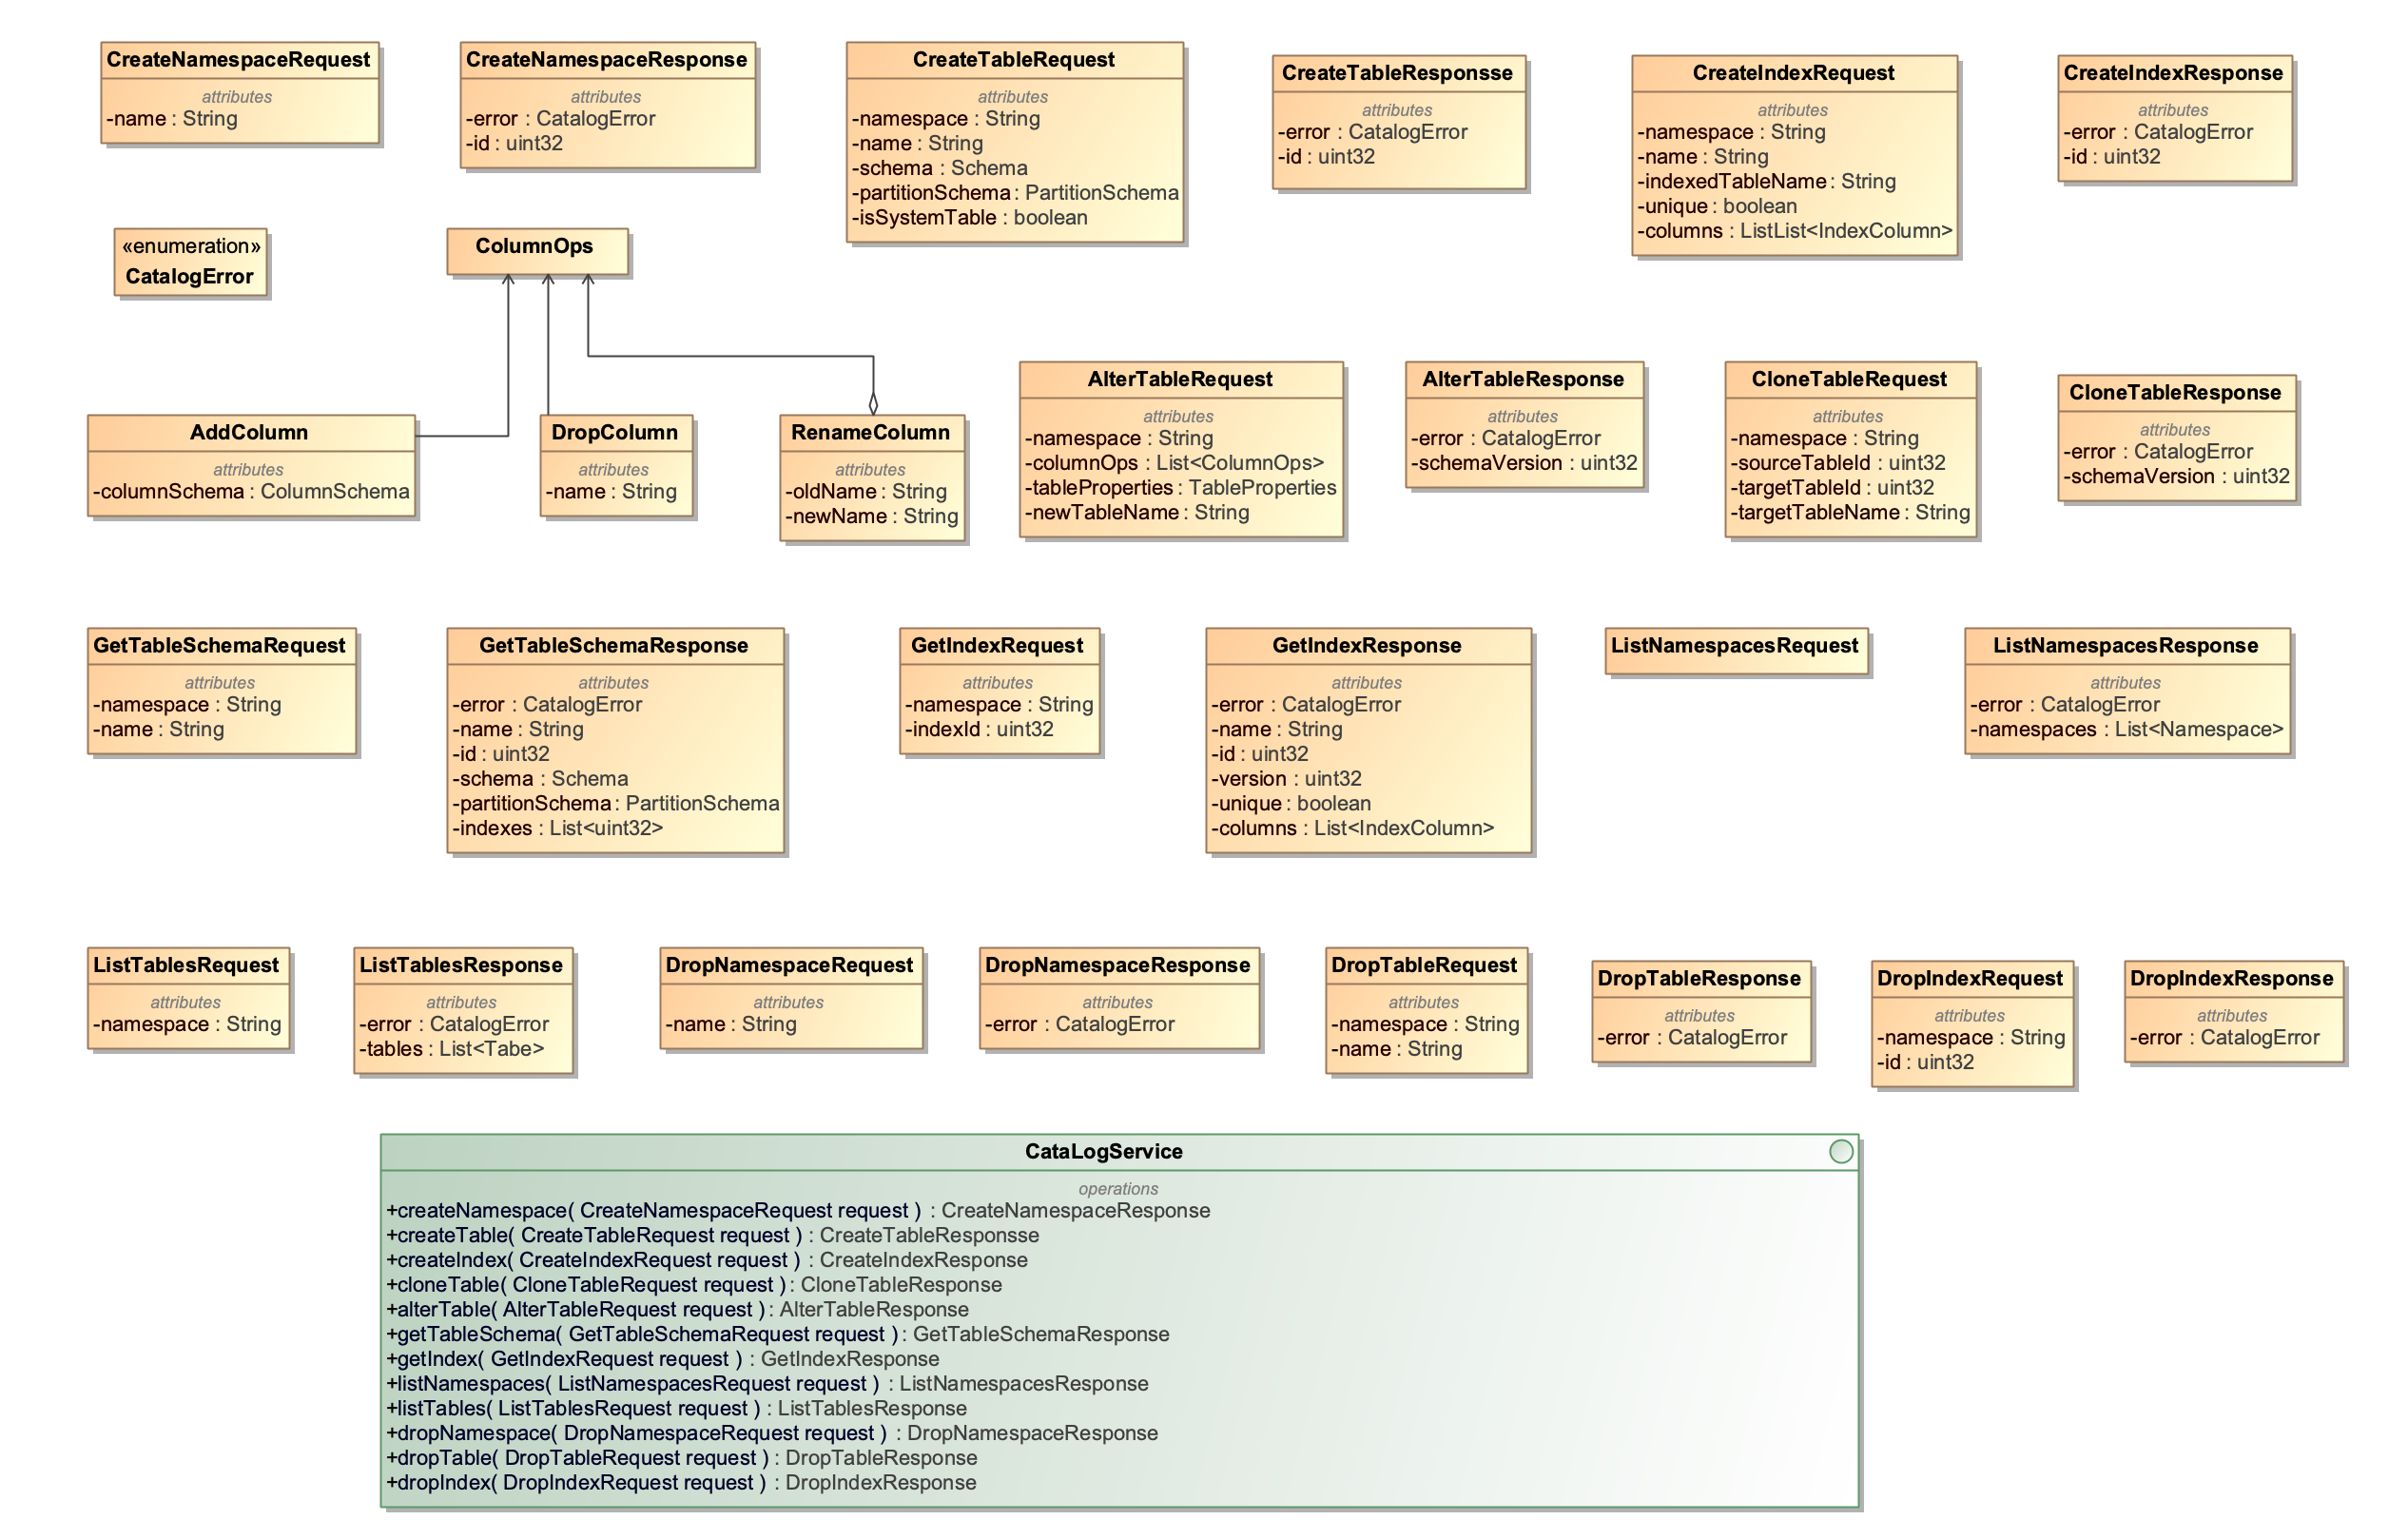 CreateNamespaceRequest
attributes
-name : String
CreateNamespaceResponse
attributes
-error : CatalogError
-id : uint32
CreateTableRequest
attributes
-namespace : String
-name : String
-schema : Schema
-partitionSchema : PartitionSchema
-isSystemTable : boolean
CreateTableResponsse
attributes
-error : CatalogError
-id : uint32
CreateIndexRequest
attributes
-namespace : String
-name : String
-indexedTableName : String
-unique : boolean
-columns : ListList<IndexColumn>
CreateIndexResponse
attributes
-error : CatalogError
-id : uint32
«enumeration»
CatalogError
ColumnOps
AddColumn
attributes
-columnSchema : ColumnSchema
DropColumn
attributes
-name : String
RenameColumn
attributes
-oldName : String
-newName : String
AlterTableRequest
attributes
-namespace : String
-columnOps : List<ColumnOps>
-tableProperties : TableProperties
-newTableName : String
AlterTableResponse
attributes
-error : CatalogError
-schemaVersion : uint32
CloneTableRequest
attributes
-namespace : String
-sourceTableId : uint32
-targetTableId : uint32
-targetTableName : String
CloneTableResponse
attributes
-error : CatalogError
-schemaVersion : uint32
GetTableSchemaRequest
attributes
-namespace : String
-name : String
GetTableSchemaResponse
attributes
-error : CatalogError
-name : String
-id : uint32
-schema : Schema
-partitionSchema : PartitionSchema
-indexes : List<uint32>
GetIndexRequest
attributes
-namespace : String
-indexId : uint32
GetIndexResponse
attributes
-error : CatalogError
-name : String
-id : uint32
-version : uint32
-unique : boolean
-columns : List<IndexColumn>
ListNamespacesRequest
ListNamespacesResponse
attributes
-error : CatalogError
-namespaces : List<Namespace>
ListTablesRequest
attributes
-namespace : String
ListTablesResponse
attributes
-error : CatalogError
-tables : List<Tabe>
DropNamespaceRequest
attributes
-name : String
DropNamespaceResponse
attributes
-error : CatalogError
DropTableRequest
attributes
-namespace : String
-name : String
DropTableResponse
attributes
-error : CatalogError
DropIndexRequest
attributes
-namespace : String
-id : uint32
DropIndexResponse
attributes
-error : CatalogError
CataLogService
operations
+createNamespace( CreateNamespaceRequest request ) : CreateNamespaceResponse
+createTable( CreateTableRequest request ) : CreateTableResponsse
+createIndex( CreateIndexRequest request ) : CreateIndexResponse
+cloneTable( CloneTableRequest request ) : CloneTableResponse
+alterTable( AlterTableRequest request ) : AlterTableResponse
+getTableSchema( GetTableSchemaRequest request ) : GetTableSchemaResponse
+getIndex( GetIndexRequest request ) : GetIndexResponse
+listNamespaces( ListNamespacesRequest request ) : ListNamespacesResponse
+listTables( ListTablesRequest request ) : ListTablesResponse
+dropNamespace( DropNamespaceRequest request ) : DropNamespaceResponse
+dropTable( DropTableRequest request ) : DropTableResponse
+dropIndex( DropIndexRequest request ) : DropIndexResponse